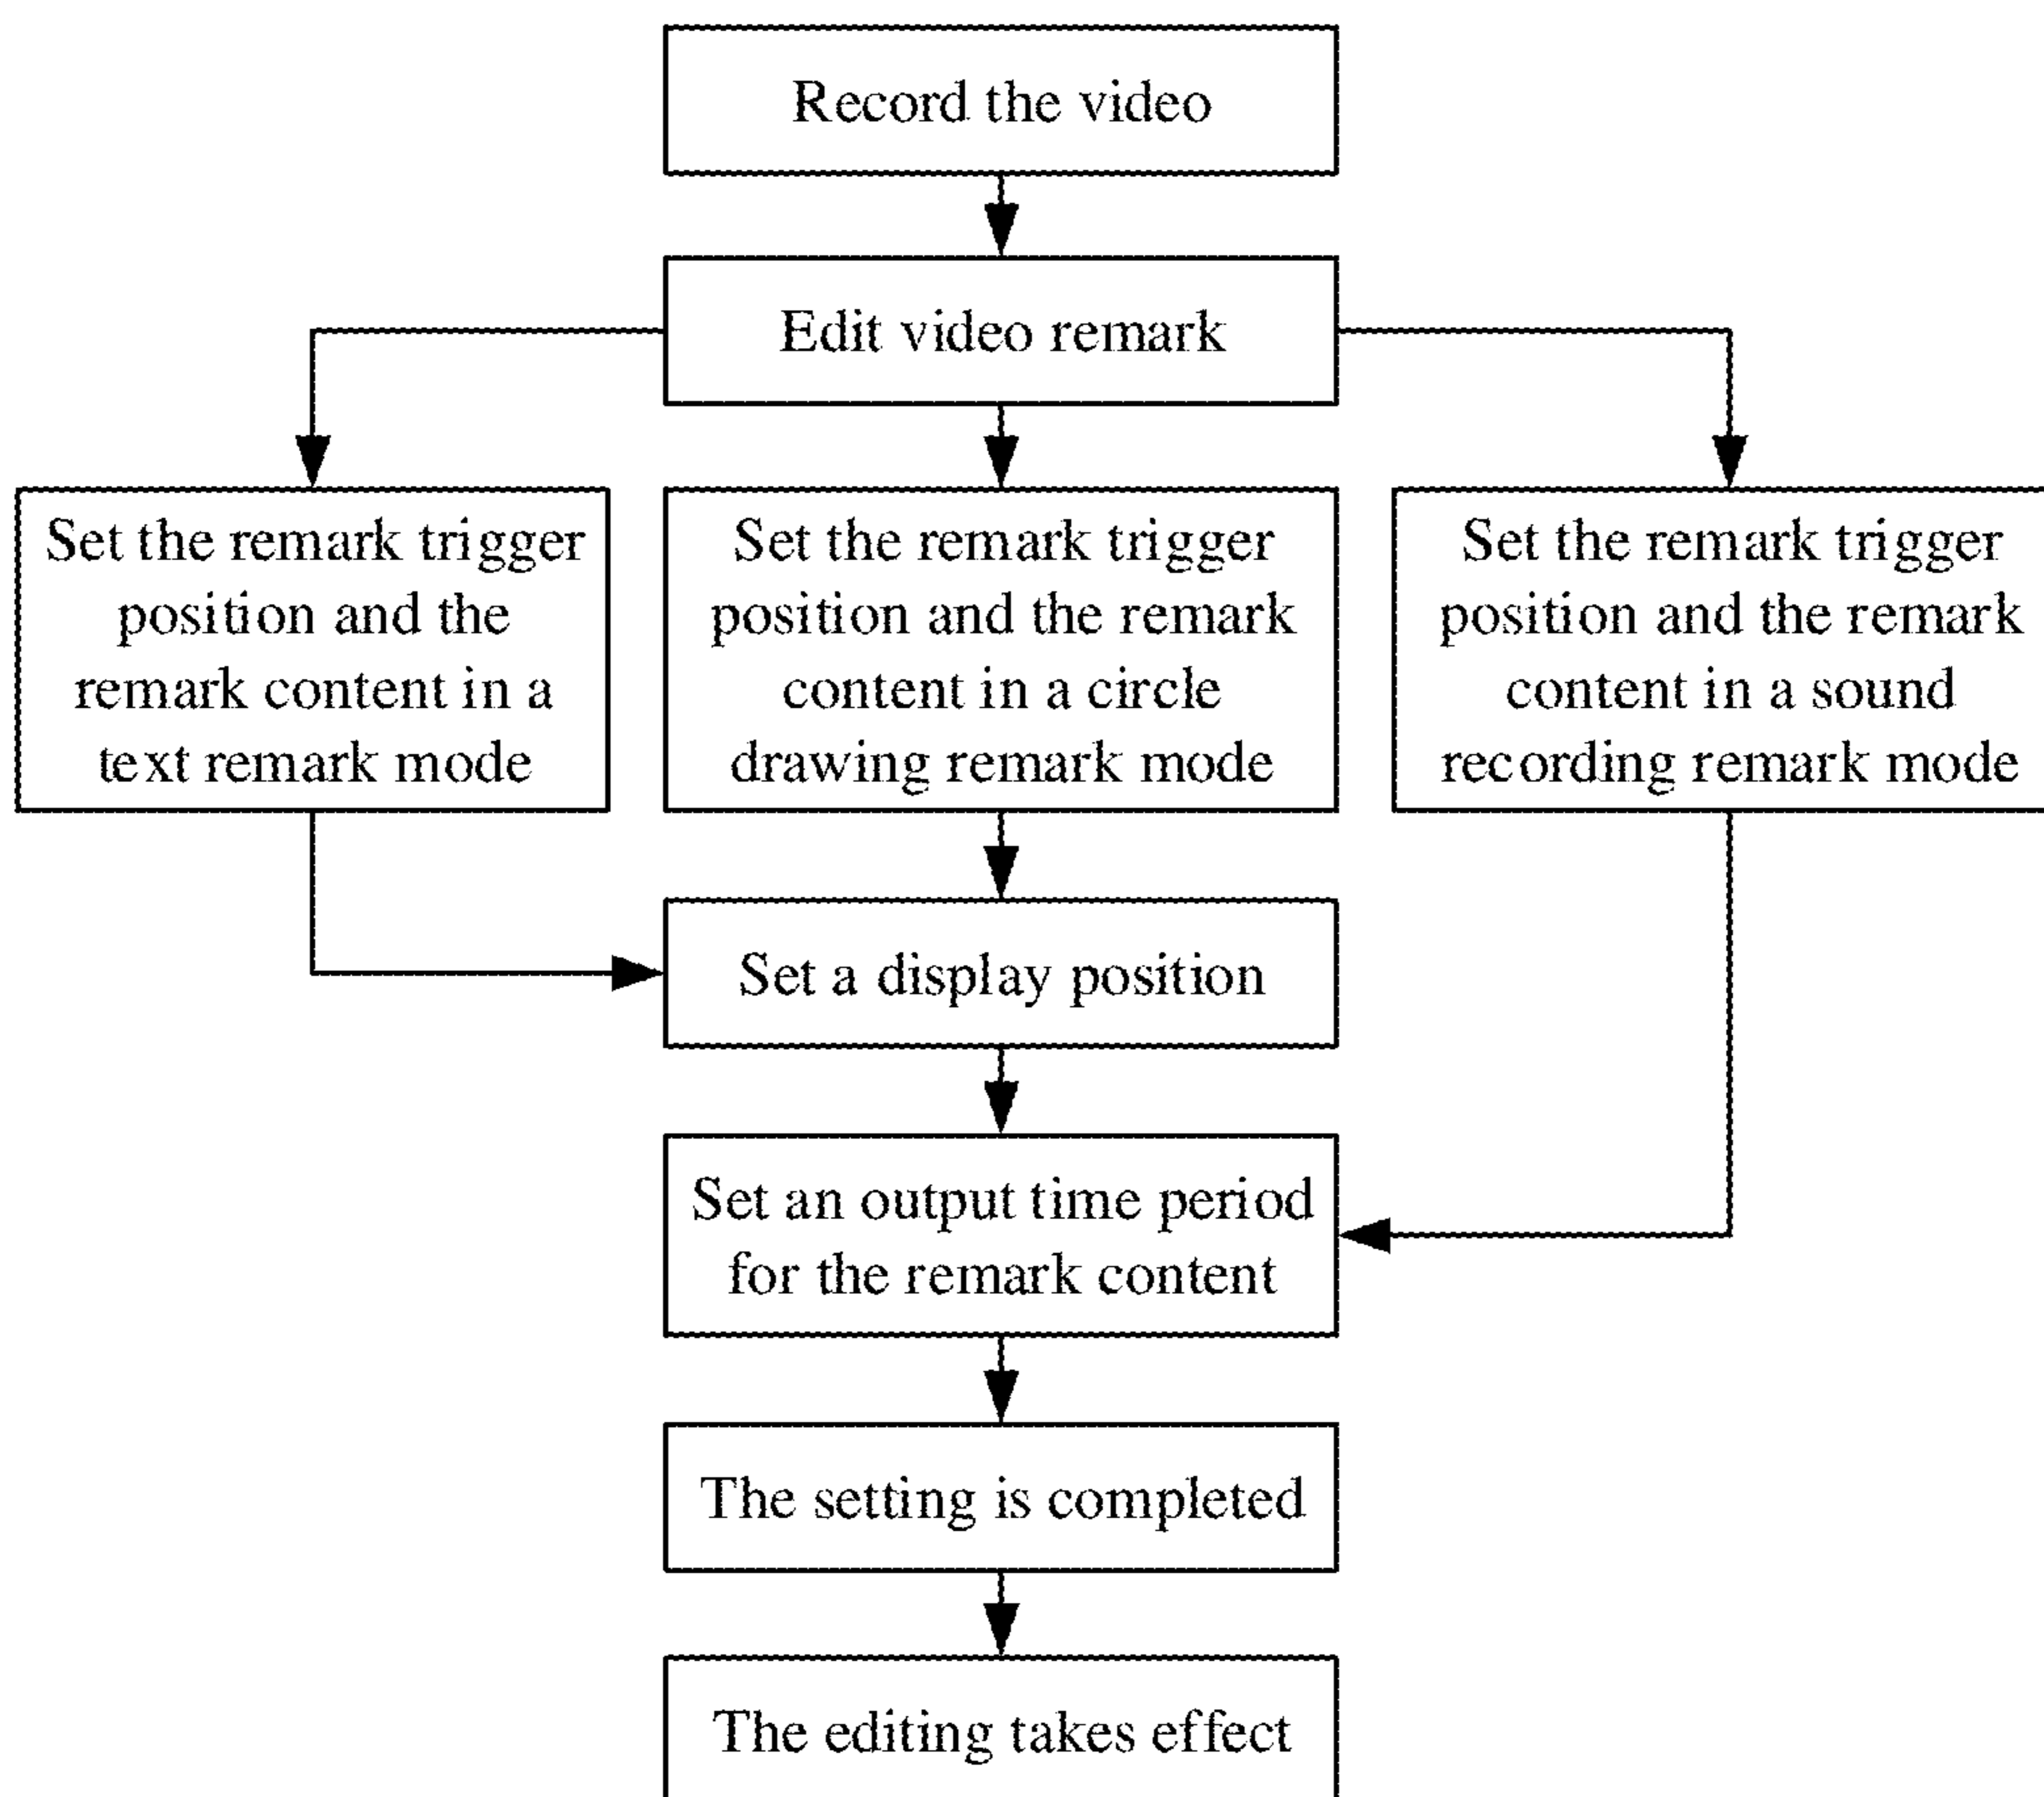 Record the video
Edit video remark
Set the remark trigger
position and the
remark content in a
text remark mode
Set the remark trigger
position and the remark
content in a circle
drawing remark mode
Set the remark trigger
position and the remark
content in a sound
recording remark mode
Set a display position
Set an output time period
for the remark content
The setting is completed
The editing takes effect